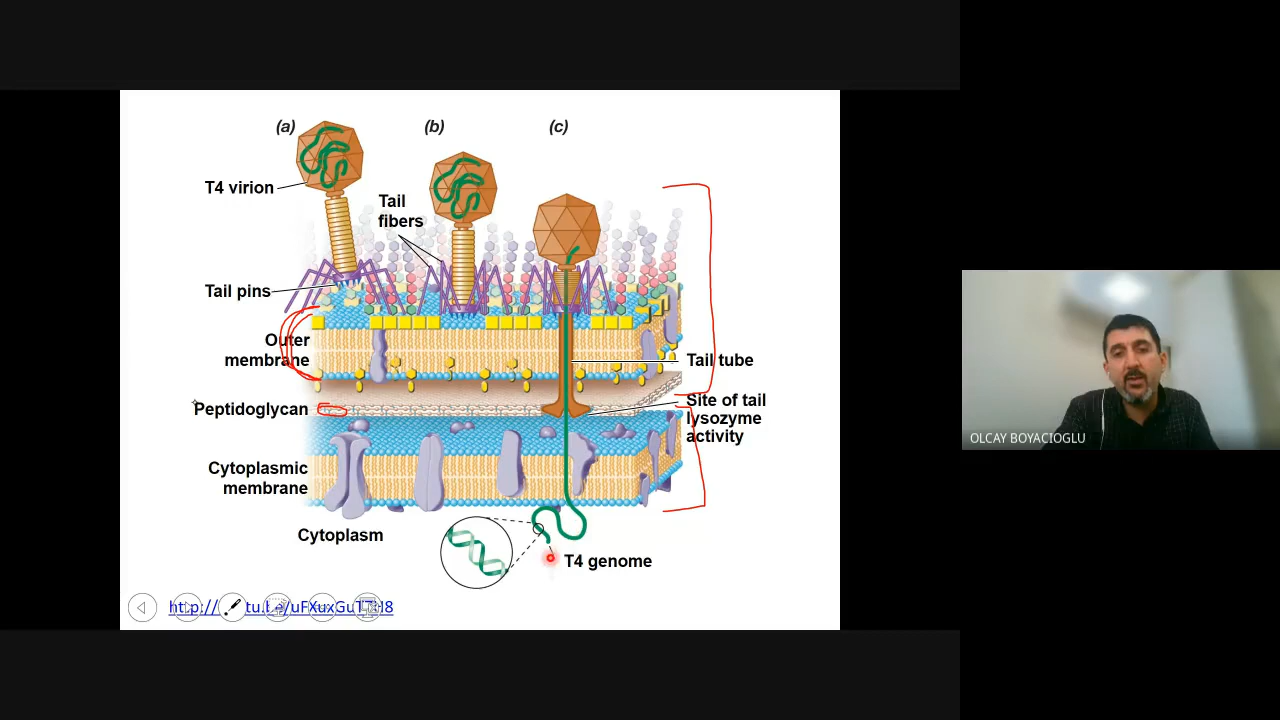 (a)
(b)
(c)
T4 virion
Tail
fibers
Tail pins
Outer
membrane
Tail tube
Peptidoglycan
Site of tail
lysozyme
activity
Cytoplasmic
membrane
Cytoplasm
T4 genome
OLCAY BOYACIOGLU